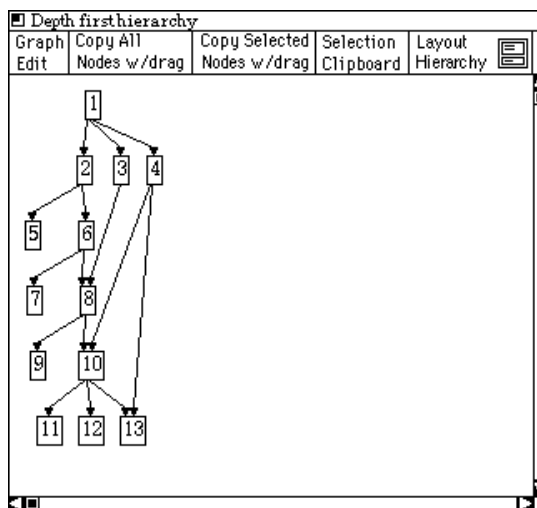 Depth firsthierarchy
Graph Copy All Copy Selected Selection Layout
Edit Nodes w/drag Nodes w/drag Clipboard Hierarchy
1
2 3 4
5 6
7 8
9 10
11 12 13